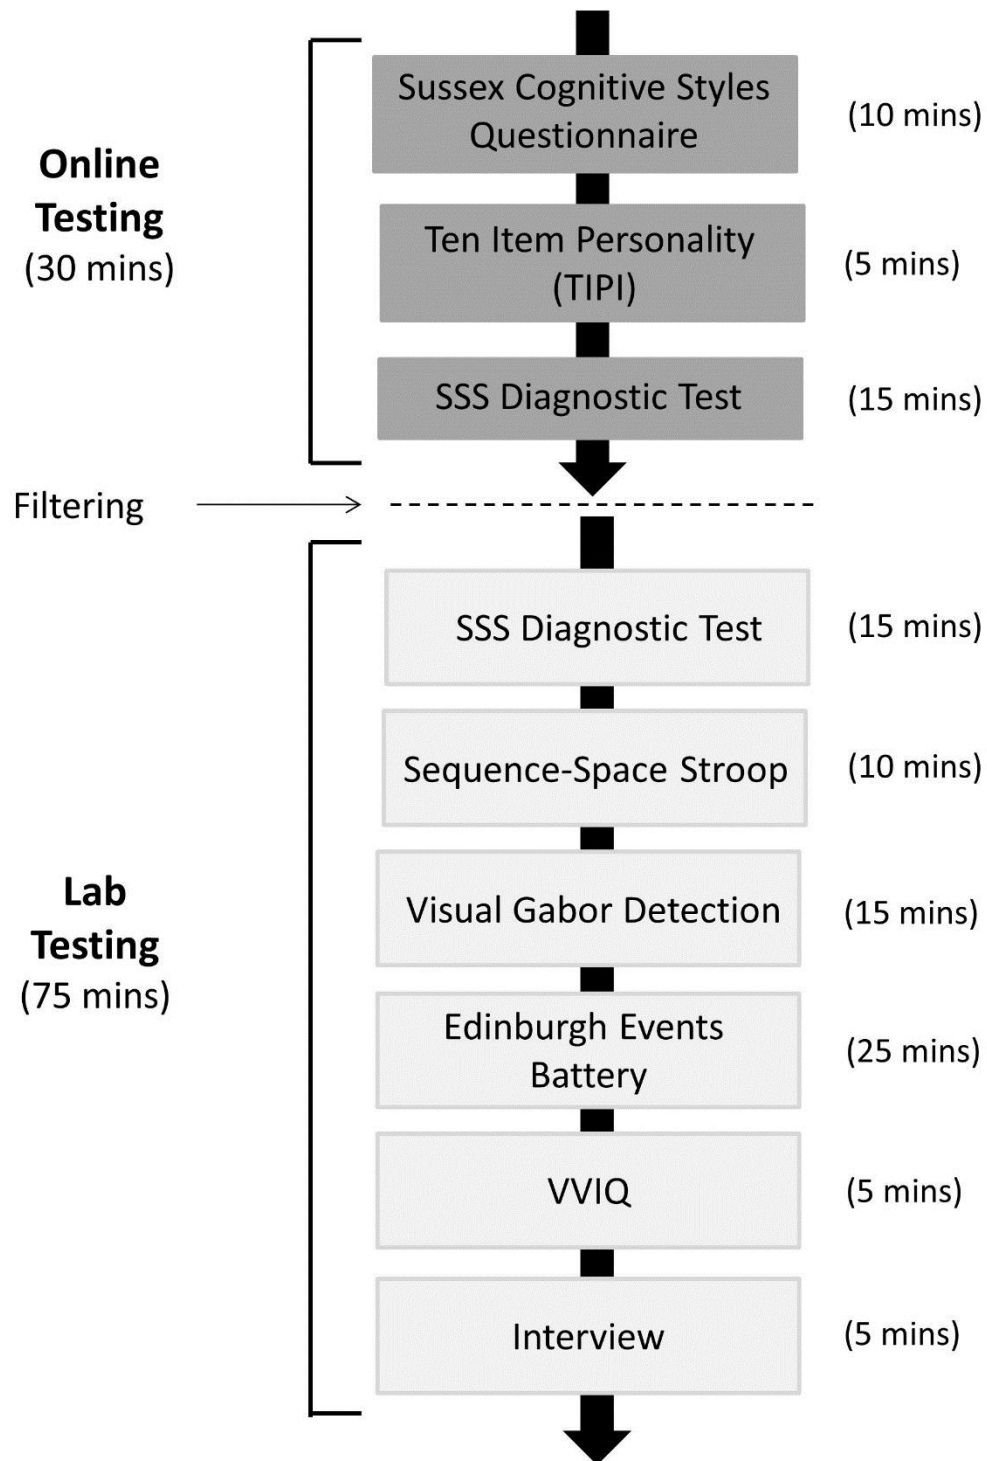 Online
Testing
(30 mins)
Sussex Cognitive Styles
Questionnaire
(10 mins)
Ten Item Personality
(TIPI)
(5 mins)
SSS Diagnostic Test
(15 mins)
Filtering
Lab
Testing
(75 mins)
SSS Diagnostic Test
(15 mins)
Sequence-Space Stroop
(10 mins)
Visual Gabor Detection
(15 mins)
Edinburgh Events
Battery
(25 mins)
VVIQ
(5 mins)
Interview
(5 mins)